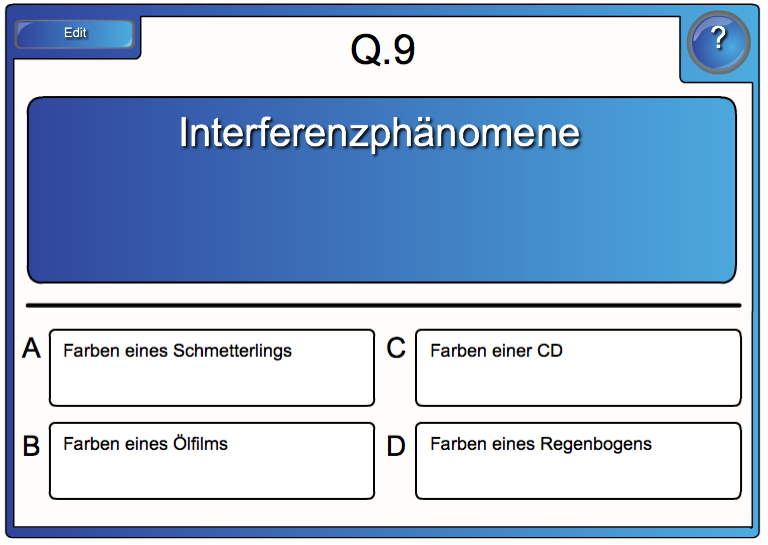 Edit
Q.9
?
Interferenzphänomene
A
Farben eines Schmetterlings
B
Farben eines Ölfilms
C
Farben einer CD
D
Farben eines Regenbogens